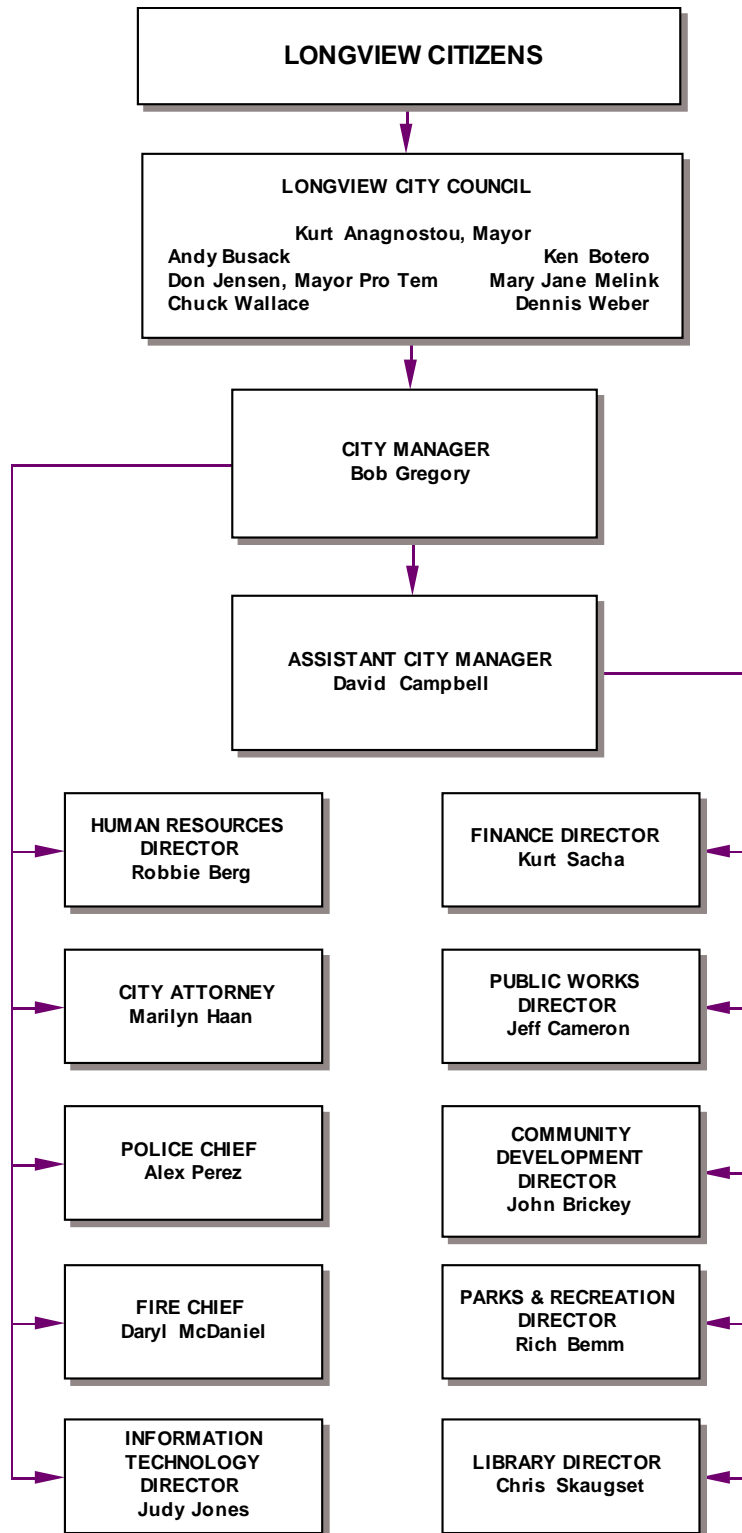 LONGVIEW CITIZENS
LONGVIEW CITY COUNCIL
Kurt Anagnostou, Mayor
Andy Busack Ken Botero
Don Jensen, Mayor Pro Tem Mary Jane Melink
Chuck Wallace Dennis Weber
CITY MANAGER
Bob Gregory
ASSISTANT CITY MANAGER
David Campbell
HUMAN RESOURCES
DIRECTOR
Robbie Berg
FINANCE DIRECTOR
Kurt Sacha
CITY ATTORNEY
Marilyn Haan
PUBLIC WORKS
DIRECTOR
Jeff Cameron
POLICE CHIEF
Alex Perez
COMMUNITY
DEVELOPMENT
DIRECTOR
John Brickey
FIRE CHIEF
Daryl McDaniel
PARKS & RECREATION
DIRECTOR
Rich Bemm
INFORMATION
TECHNOLOGY
DIRECTOR
Judy Jones
LIBRARY DIRECTOR
Chris Skaugset